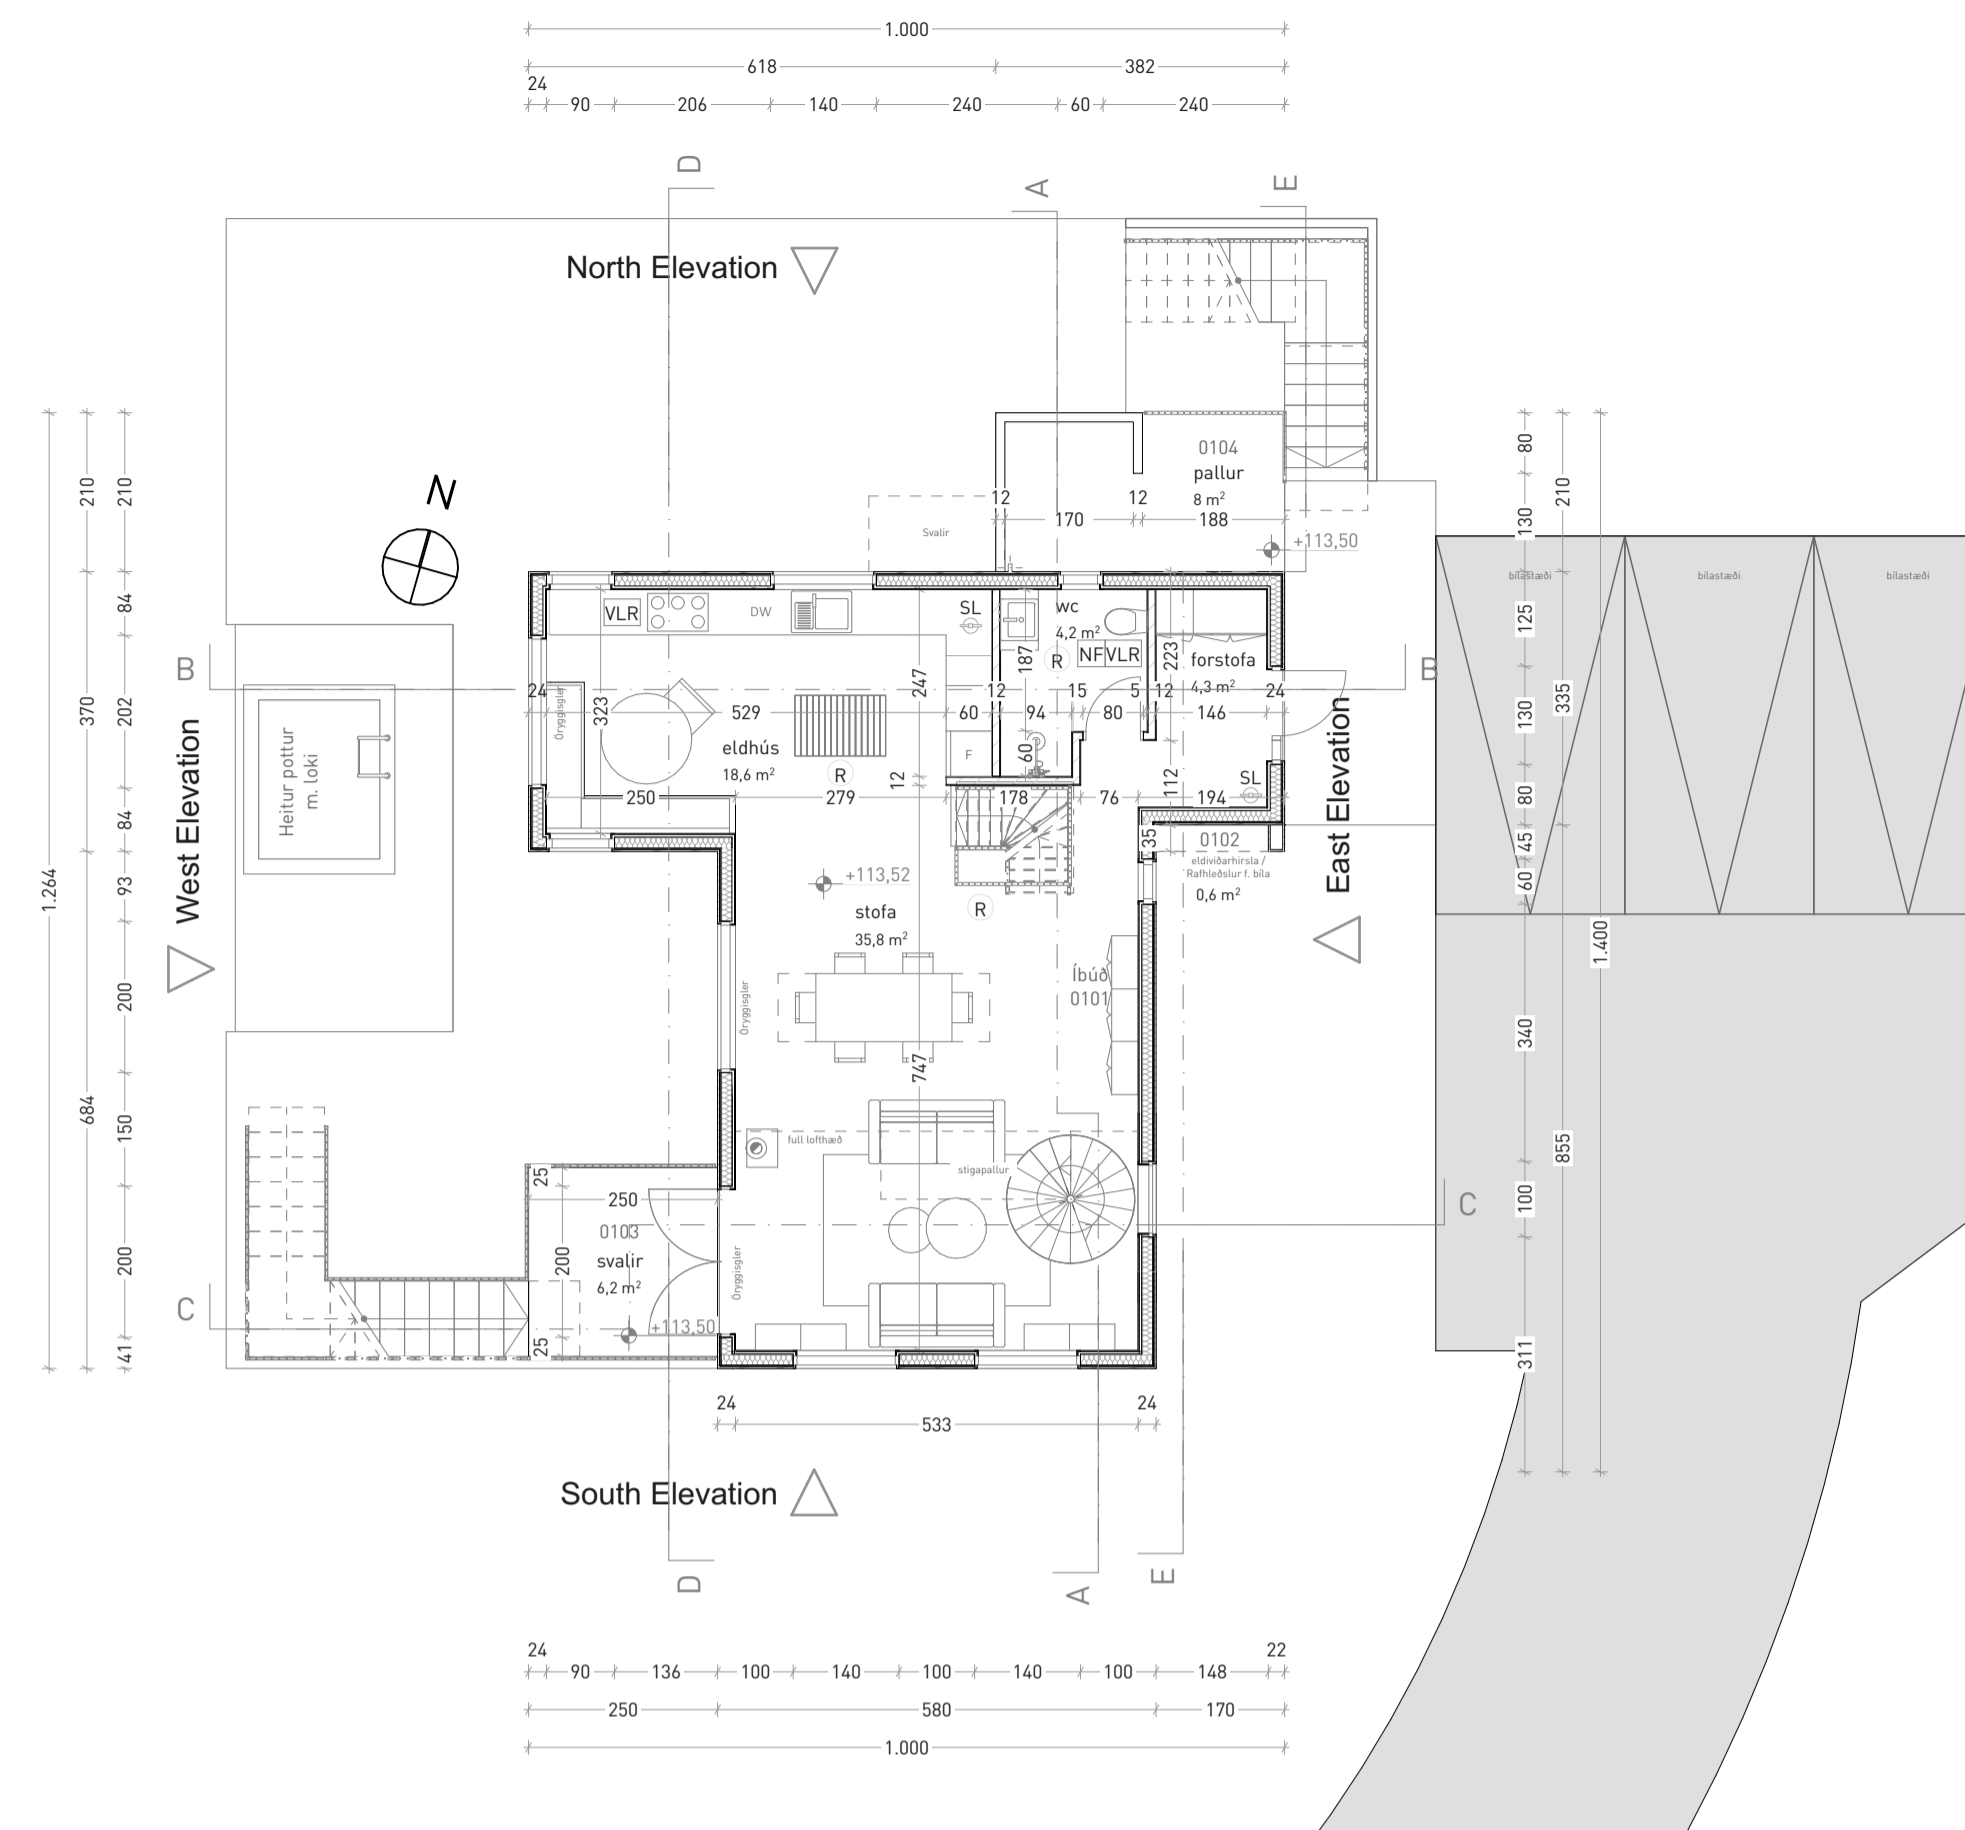 1.000
618 382
24
90 206 140 240 60 240
D
A
E
North Elevation
N
0104
pallur
8 m²
12 12
170 188
+113,50
Svalir
bílastæði bílastæði bílastæði
VLR
DW
SL
wc
4,2 m²
NF VLR
R
187
223
forstofa
4,3 m²
B
B
24 12 15 5 12 24
529 60 94 80 146
Öryggisgler
323
247
eldhús
18,6 m²
R
F
60
12
112
SL
250 279 178 76 194
35
0102
eldiviðarhirsla /
Rafhleðslur f. bíla
0,6 m²
Heitur pottur
m. loki
West Elevation
East Elevation
+113,52
stofa
35,8 m²
R
Íbúð
0101
Öryggisgler
747
full lofthæð
stigapallur
25
250
0103
svalir
6,2 m²
200
25
+113,50
Öryggisgler
C
C
24 24
533
South Elevation
D
A
E
24 22
90 136 100 140 100 140 100 148
250 580 170
1.000
1.264
210
370
684
210
84
202
84
93
200
150
200
41
80
130
125
130
80
45
60
340
100
311
210
335
855
1.400